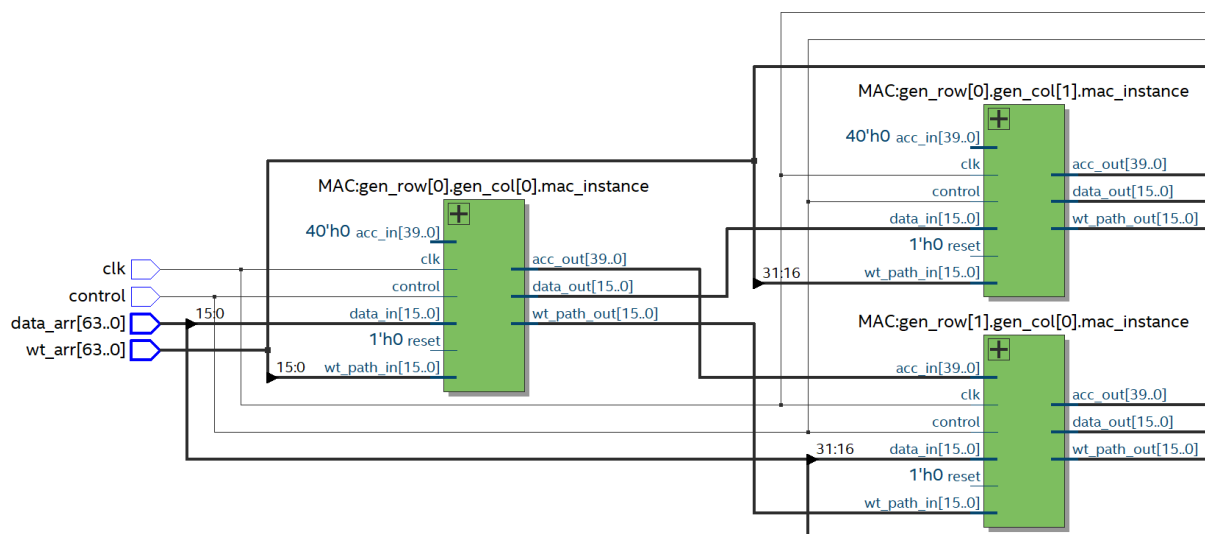 MAC:gen_row[0].gen_col[1].mac_instance
40'h0 acc_in[39..0]
clk
acc_out[39..0]
control
data_out[15..0]
data_in[15..0]
wt_path_out[15..0]
1'h0 reset
31:16
wt_path_in[15..0]
MAC:gen_row[0].gen_col[0].mac_instance
40'h0 acc_in[39..0]
clk
acc_out[39..0]
control
data_out[15..0]
15:0
data_in[15..0]
wt_path_out[15..0]
1'h0 reset
15:0
wt_path_in[15..0]
clk
control
data_arr[63..0]
wt_arr[63..0]
MAC:gen_row[1].gen_col[0].mac_instance
acc_in[39..0]
clk
acc_out[39..0]
control
data_out[15..0]
31:16
data_in[15..0]
wt_path_out[15..0]
1'h0 reset
wt_path_in[15..0]